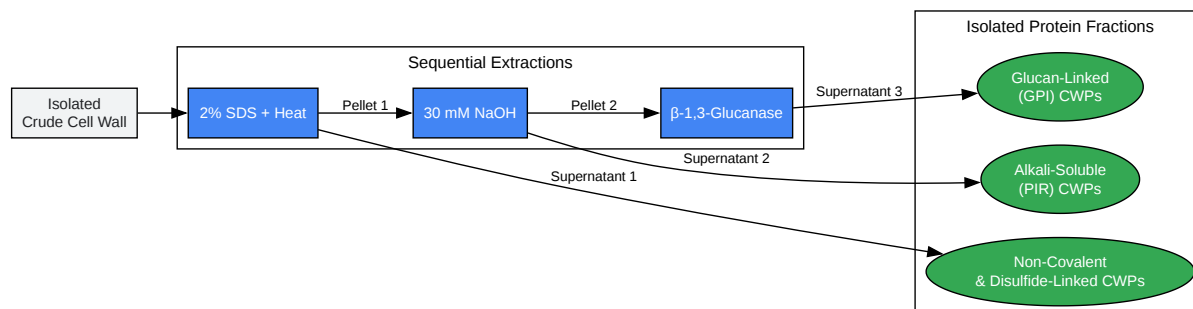 Isolated Protein Fractions
Sequential Extractions
Isolated
Crude Cell Wall
2% SDS + Heat
Pellet 1
30 mM NaOH
Pellet 2
β-1,3-Glucanase
Supernatant 3
Glucan-Linked
(GPI) CWPs
Supernatant 2
Alkali-Soluble
(PIR) CWPs
Supernatant 1
Non-Covalent
& Disulfide-Linked CWPs